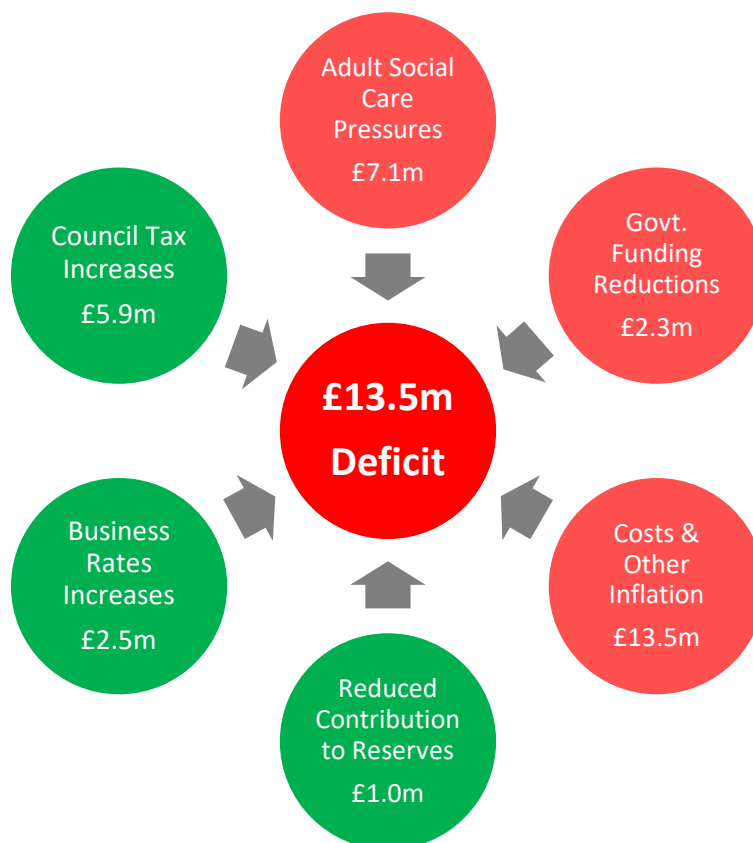 Adult Social
Care
Pressures
£7.1m
Govt.
Funding
Reductions
£2.3m
Costs &
Other
Inflation
£13.5m
Reduced
Contribution
to Reserves
£1.0m
Business
Rates
Increases
£2.5m
Council Tax
Increases
£5.9m
£13.5m
Deficit